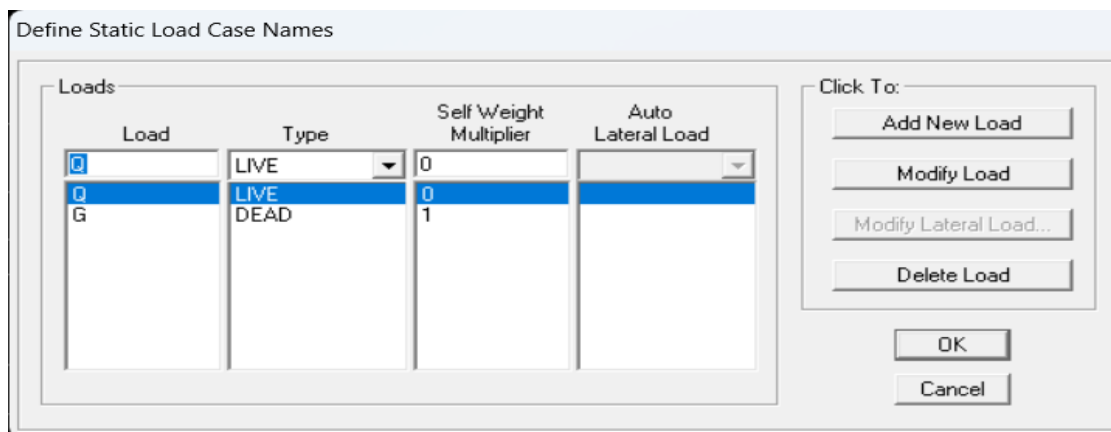 Define Static Load Case Names
Loads
Click To:
Load Type Self Weight Multiplier Auto Lateral Load
Q LIVE 0
Q LIVE 0
G DEAD 1
Add New Load
Modify Load
Modify Lateral Load...
Delete Load
OK
Cancel